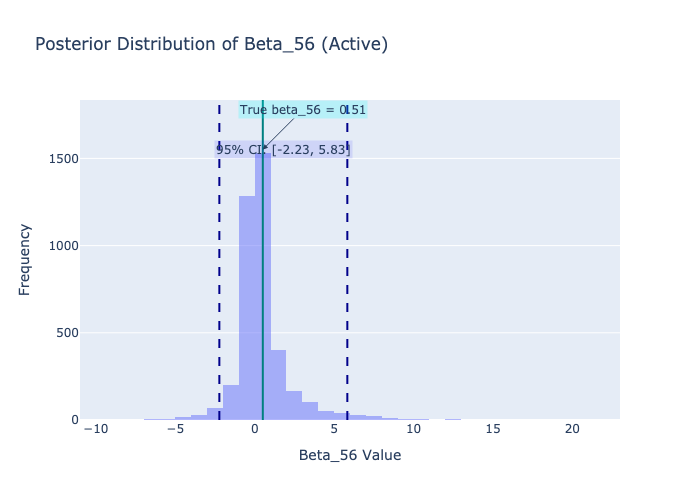 Posterior Distribution of Beta_56 (Active)
True beta_56 = 0.51
95% CI: [-2.23, 5.83]
1500
1000
500
0
Frequency
−10 −5 0 5 10 15 20
Beta_56 Value